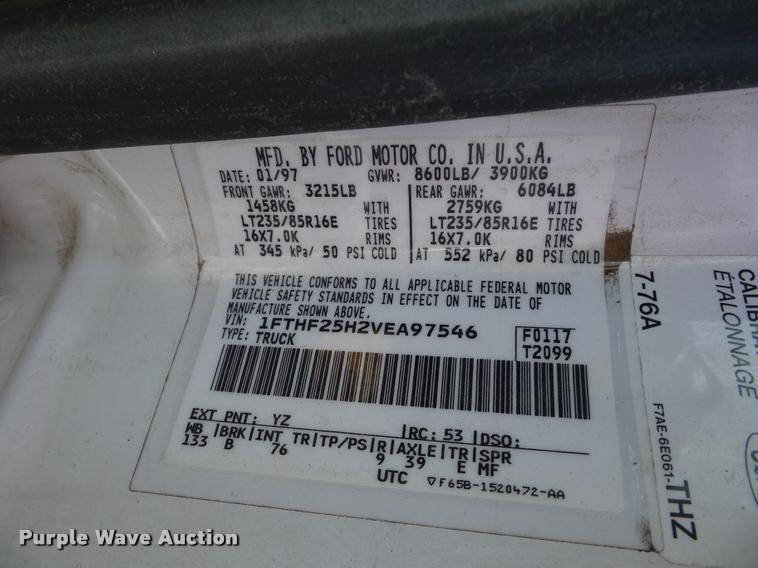 MFD. BY FORD MOTOR CO. IN U.S.A.
DATE: 01/97 GVWR: 8600LB/ 3900KG
FRONT GAWR: 3215LB REAR GAWR: 6084LB
1458KG WITH 2759KG WITH
LT235/85R16E TIRES LT235/85R16E TIRES
16X7.0K RIMS 16X7.0K RIMS
AT 345 kPa/ 50 PSI COLD AT 552 kPa/ 80 PSI COLD
THIS VEHICLE CONFORMS TO ALL APPLICABLE FEDERAL MOTOR
VEHICLE SAFETY STANDARDS IN EFFECT ON THE DATE OF
MANUFACTURE SHOWN ABOVE.
VIN: 1FTHF25H2VEA97546 F0117
TYPE: TRUCK T2099
EXT PNT: YZ RC: 53 DSO:
WB BRK INT TR TP/PS R AXLE TR SPR
133 B 76 9 39 E MF
UTC ▽F65B-1520472-AA
7-76A
F7AE-6E061-THZ
ÉTALONNAGE
Purple Wave Auction